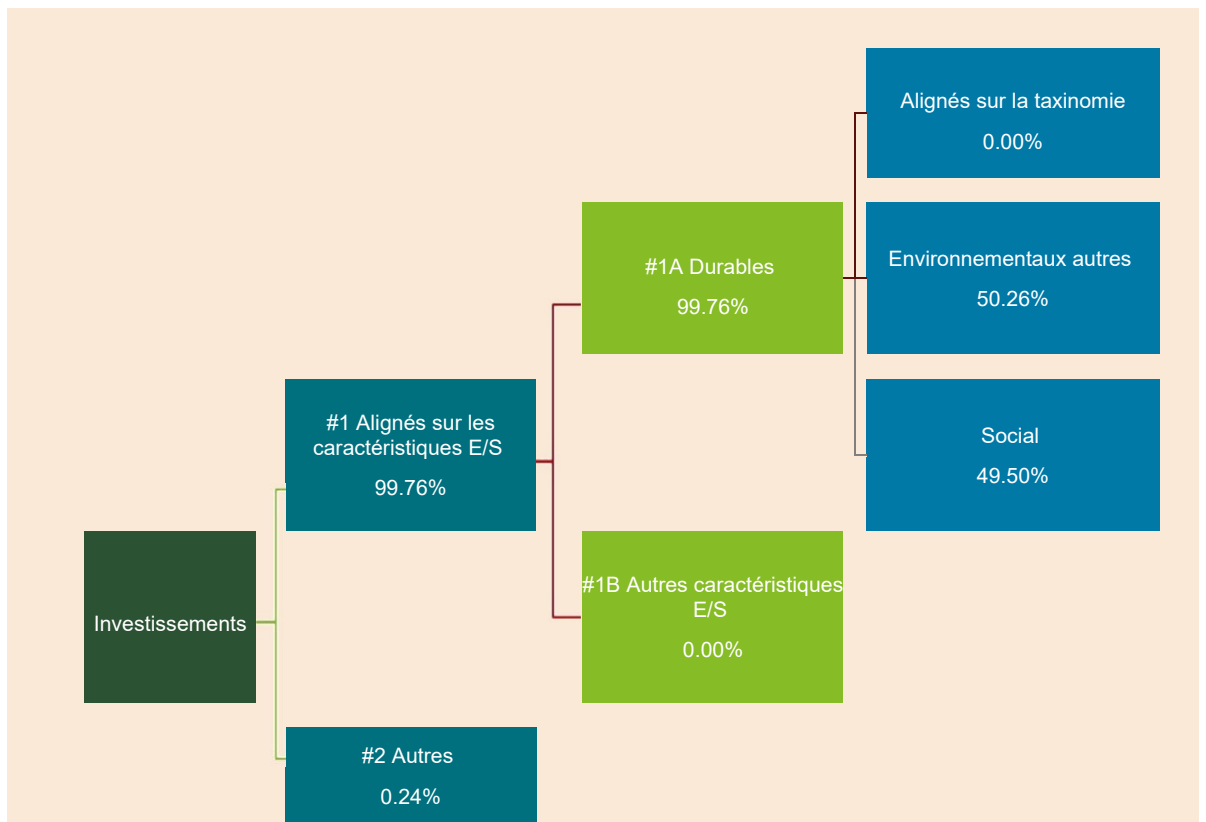 Alignés sur la taxinomie
0.00%
#1A Durables
99.76%
Environnementaux autres
50.26%
#1 Alignés sur les
caractéristiques E/S
99.76%
Social
49.50%
Investissements
#1B Autres caractéristiques
E/S
0.00%
#2 Autres
0.24%